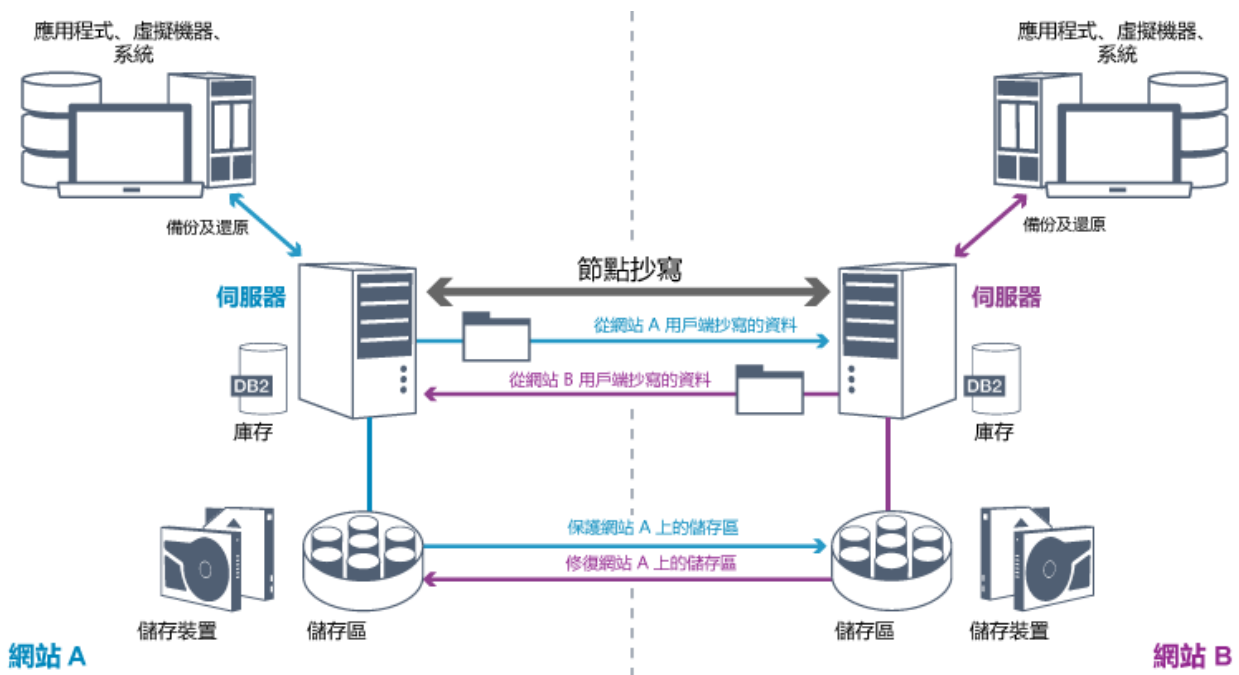 應用程式、虛擬機器、
系統
應用程式、虛擬機器、
系統
備份及還原
備份及還原
節點抄寫
伺服器
伺服器
從網站 A 用戶端抄寫的資料
從網站 B 用戶端抄寫的資料
DB2
DB2
庫存
庫存
保護網站 A 上的儲存區
修復網站 A 上的儲存區
儲存裝置
儲存區
儲存區
儲存裝置
網站 A
網站 B